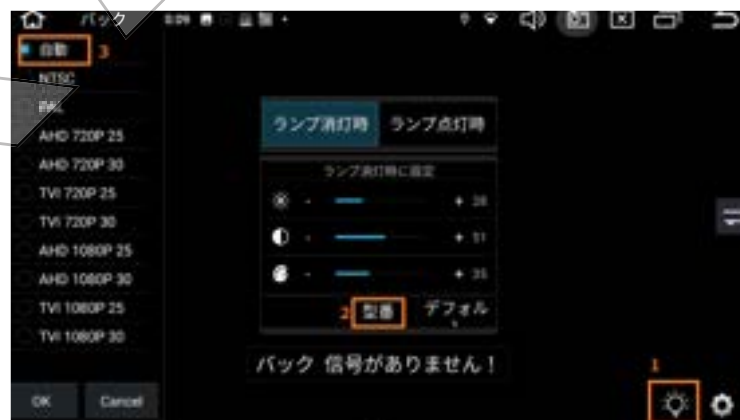 バック
自動 3
NTSC
PAL
AHD 720P 25
AHD 720P 30
TVI 720P 25
TVI 720P 30
AHD 1080P 25
AHD 1080P 30
TVI 1080P 25
TVI 1080P 30
OK Cancel
ランプ消灯時 ランプ点灯時
ランプ消灯時に設定
- + 38
- + 51
- + 35
2 型番 デフォル
バック 信号がありません！
1